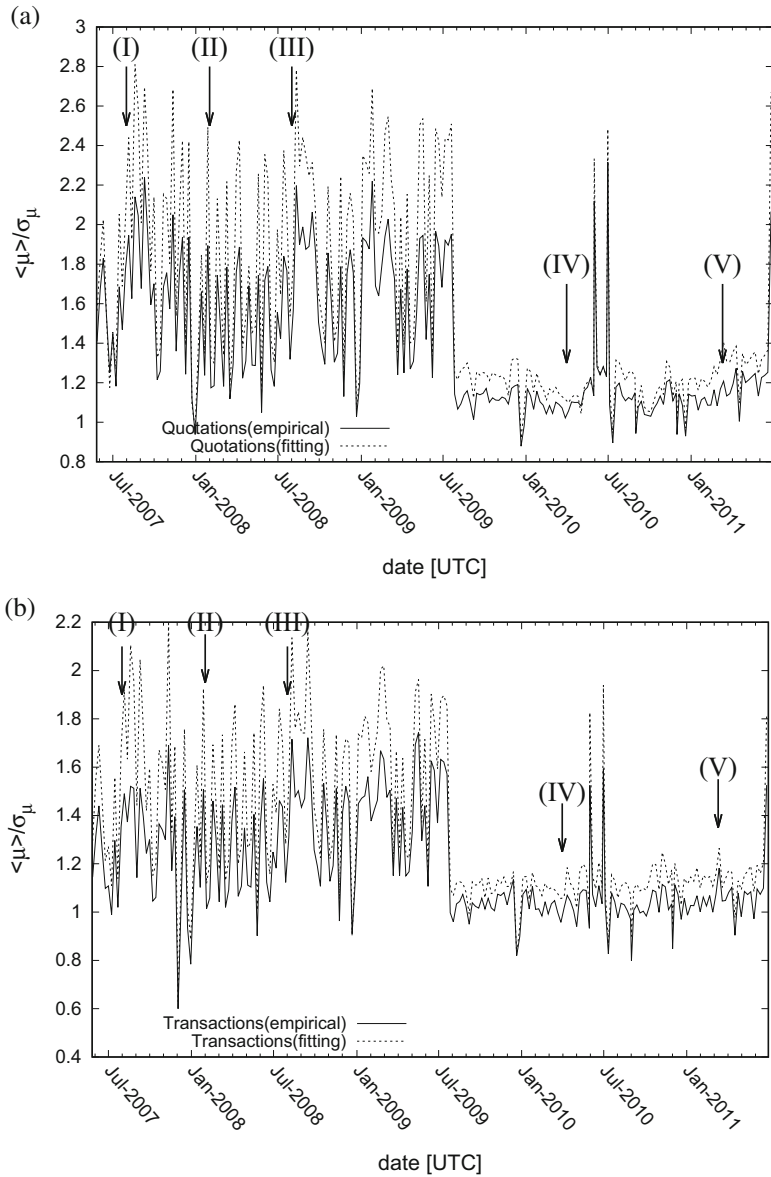 (a)
3
2.8
2.6
2.4
2.2
2
1.8
1.6
1.4
1.2
1
0.8
<μ>/σμ
(I)
(II)
(III)
(IV)
(V)
Quotations(empirical)
Quotations(fitting)
Jul-2007
Jan-2008
Jul-2008
Jan-2009
Jul-2009
Jan-2010
Jul-2010
Jan-2011
date [UTC]
(b)
2.2
2
1.8
1.6
1.4
1.2
1
0.8
0.6
0.4
<μ>/σμ
(I)
(II)
(III)
(IV)
(V)
Transactions(empirical)
Transactions(fitting)
Jul-2007
Jan-2008
Jul-2008
Jan-2009
Jul-2009
Jan-2010
Jul-2010
Jan-2011
date [UTC]